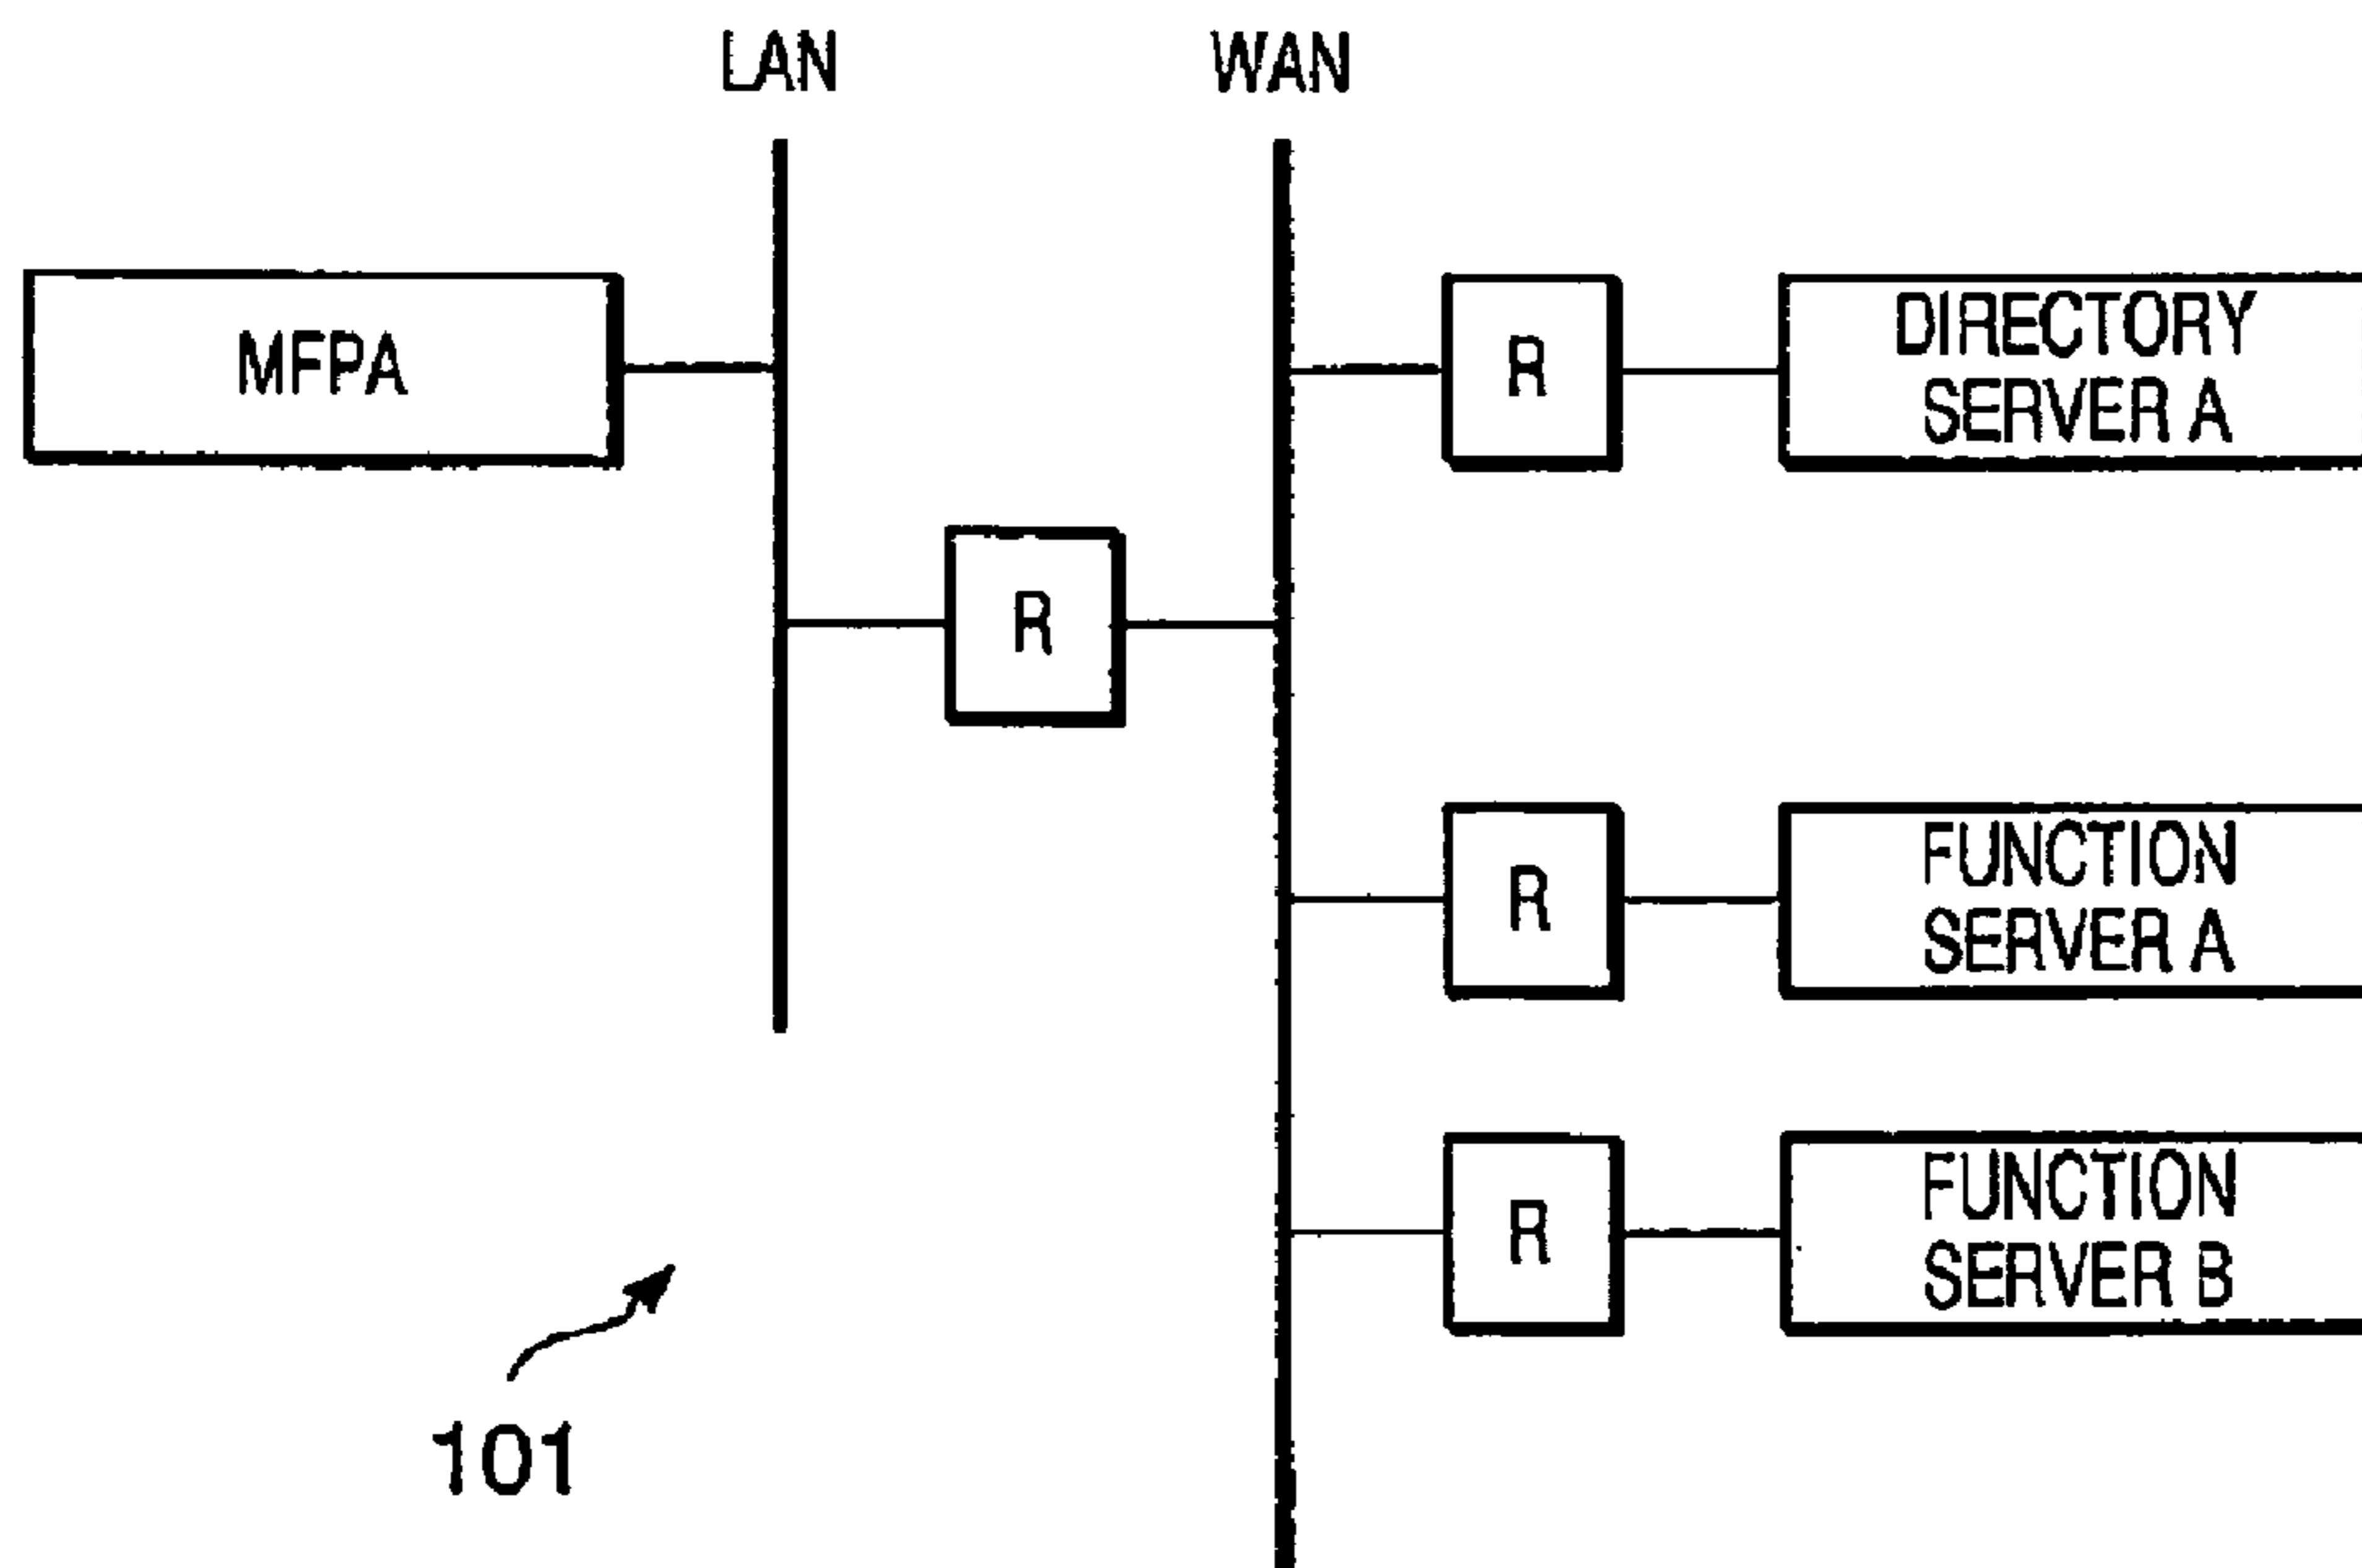 LAN
WAN
MFPA
R
DIRECTORY
SERVER A
R
R
FUNCTION
SERVER A
R
FUNCTION
SERVER B
101